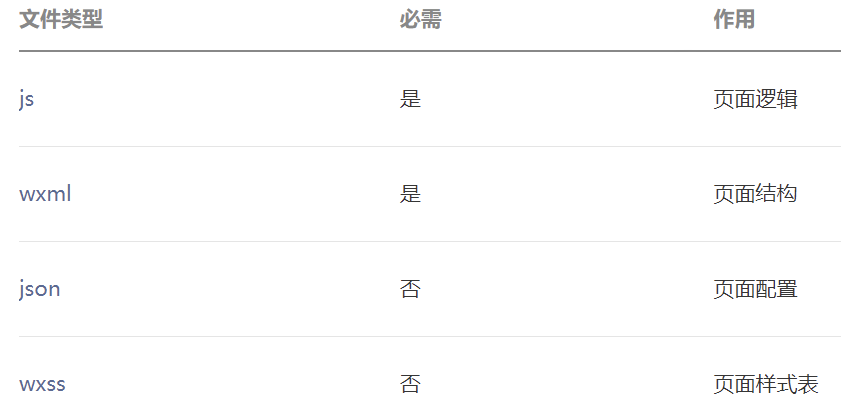 文件类型 必需 作用
js 是 页面逻辑
wxml 是 页面结构
json 否 页面配置
wxss 否 页面样式表